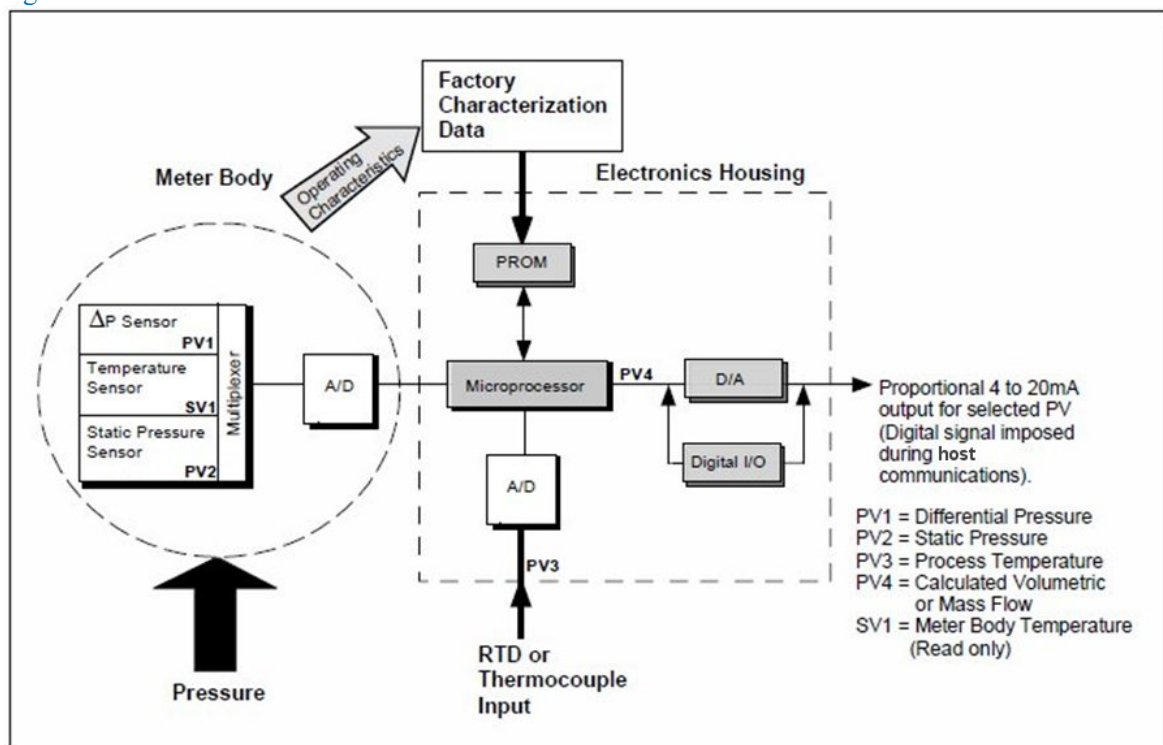 Factory
Characterization
Data
Operating
Characteristics
Meter Body
Electronics Housing
PROM
ΔP Sensor
PV1
Temperature
Sensor
SV1
Static Pressure
Sensor
PV2
Multiplexer
A/D
Microprocessor
PV4
D/A
Digital I/O
A/D
PV3
Proportional 4 to 20mA
output for selected PV
(Digital signal imposed
during host
communications).
PV1 = Differential Pressure
PV2 = Static Pressure
PV3 = Process Temperature
PV4 = Calculated Volumetric
or Mass Flow
SV1 = Meter Body Temperature
(Read only)
Pressure
RTD or
Thermocouple
Input